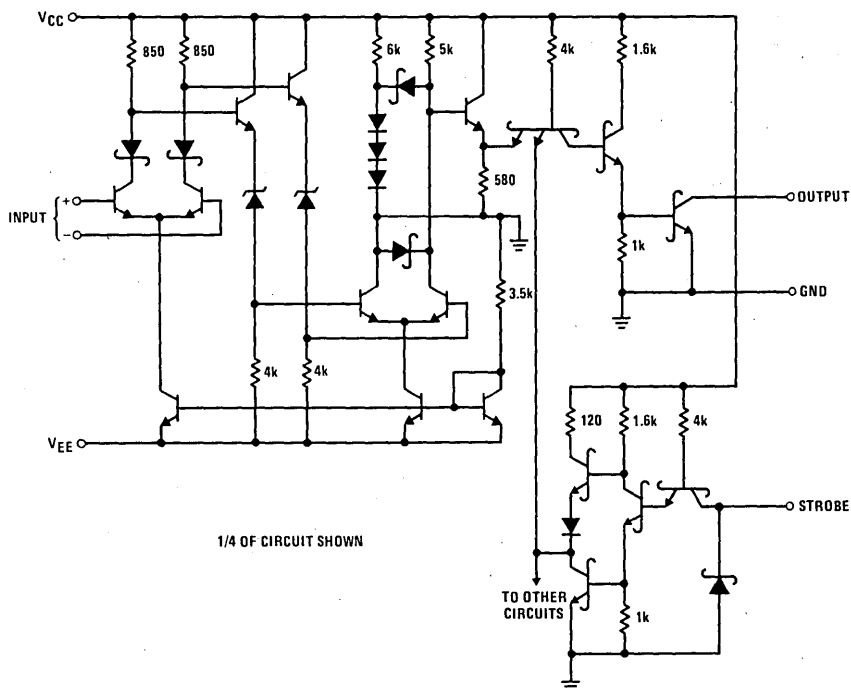 VCC
850
850
6k
5k
4k
1.6k
580
INPUT
+
−
OUTPUT
1k
GND
3.5k
4k
4k
120
1.6k
4k
VEE
STROBE
1/4 OF CIRCUIT SHOWN
TO OTHER
CIRCUITS
1k